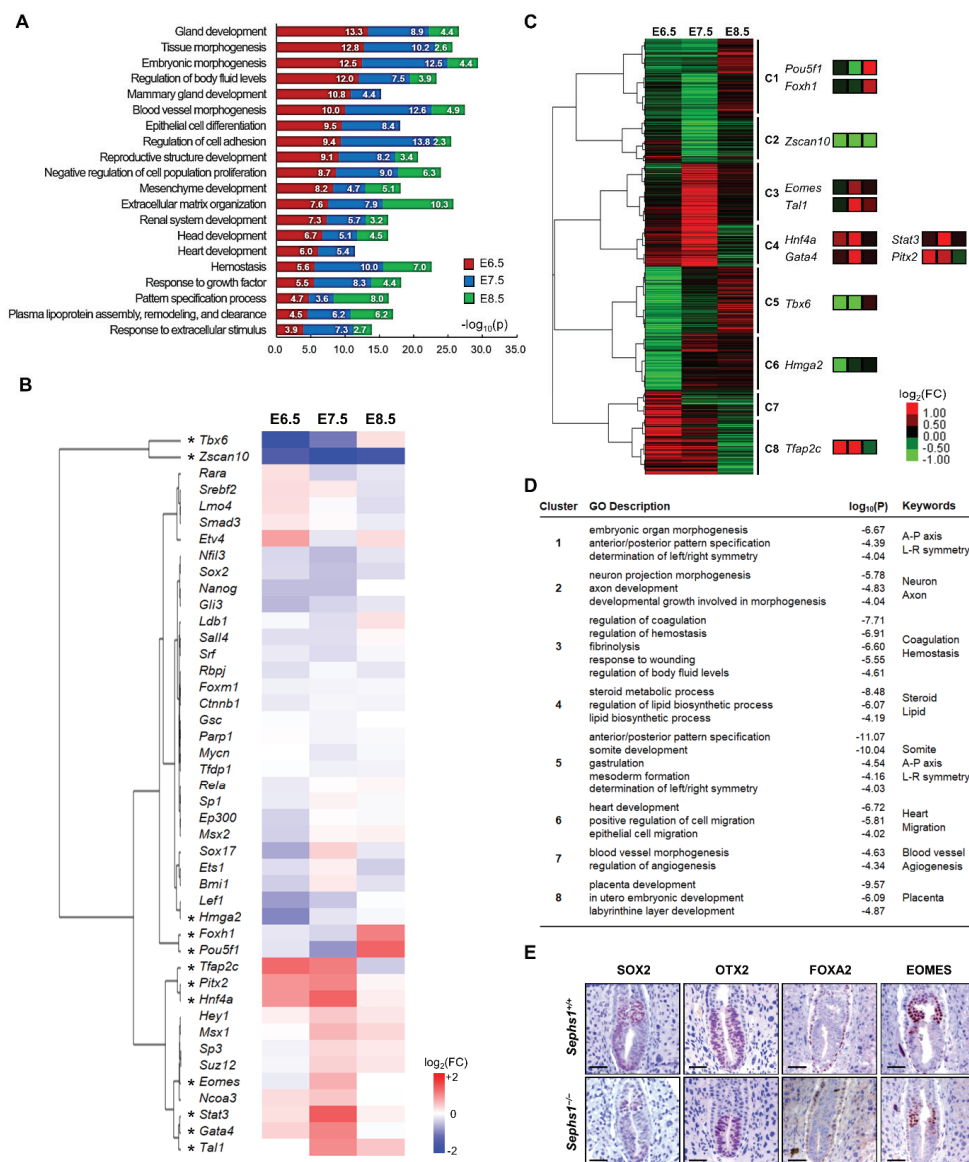 A
Gland development 13.3 8.9 4.4
Tissue morphogenesis 12.8 10.2 2.6
Embryonic morphogenesis 12.5 12.5 4.4
Regulation of body fluid levels 12.0 7.5 3.9
Mammary gland development 10.8 4.4
Blood vessel morphogenesis 10.0 12.6 4.9
Epithelial cell differentiation 9.5 8.4
Regulation of cell adhesion 9.4 13.8 2.3
Reproductive structure development 9.1 8.2 3.4
Negative regulation of cell population proliferation 8.7 9.0 6.3
Mesenchyme development 8.2 4.7 5.1
Extracellular matrix organization 7.6 7.9 10.3
Renal system development 7.3 5.7 3.2
Head development 6.7 5.1 4.5
Heart development 6.0 5.4
Hemostasis 5.6 10.0 7.0
Response to growth factor 5.5 8.3 4.4
Pattern specification process 4.7 3.6 8.0
Plasma lipoprotein assembly, remodeling, and clearance 4.5 6.2 6.2
Response to extracellular stimulus 3.9 7.3 2.7
E6.5
E7.5
E8.5
-log10(p)
0.0 5.0 10.0 15.0 20.0 25.0 30.0 35.0
B
E6.5 E7.5 E8.5
* Tbx6
* Zscan10
Rara
Srebf2
Lmo4
Smad3
Etv4
Nfil3
Sox2
Nanog
Gli3
Ldb1
Sall4
Srf
Rbpj
Foxm1
Ctnnb1
Gsc
Parp1
Mycn
Tfdp1
Rela
Sp1
Ep300
Msx2
Sox17
Ets1
Bmi1
Lef1
* Hmga2
* Foxh1
* Pou5f1
* Tfap2c
* Pitx2
* Hnf4a
Hey1
Msx1
Sp3
Suz12
* Eomes
Ncoa3
* Stat3
* Gata4
* Tal1
log2(FC)
+2
0
-2
C
E6.5 E7.5 E8.5
C1 Pou5f1
Foxh1
C2 Zscan10
C3 Eomes
Tal1
C4 Hnf4a Stat3
Gata4 Pitx2
C5 Tbx6
C6 Hmga2
C7
C8 Tfap2c
log2(FC)
1.00
0.00
-0.50
-1.00
D
Cluster GO Description log10(P) Keywords
1
embryonic organ morphogenesis -6.67
anterior/posterior pattern specification -4.39
determination of left/right symmetry -4.04
A-P axis
L-R symmetry
2
neuron projection morphogenesis -5.78
axon development -4.83
developmental growth involved in morphogenesis -4.04
Neuron
Axon
3
regulation of coagulation -7.71
regulation of hemostasis -6.91
fibrinolysis -6.60
response to wounding -5.55
regulation of body fluid levels -4.61
Coagulation
Hemostasis
4
steroid metabolic process -8.48
regulation of lipid biosynthetic process -6.07
lipid biosynthetic process -4.19
Steroid
Lipid
5
anterior/posterior pattern specification -11.07
somite development -10.04
gastrulation -4.54
mesoderm formation -4.16
determination of left/right symmetry -4.03
Somite
A-P axis
L-R symmetry
6
heart development -6.72
positive regulation of cell migration -5.81
epithelial cell migration -4.02
Heart
Migration
7
blood vessel morphogenesis -4.63
regulation of angiogenesis -4.34
Blood vessel
Agiogenesis
8
placenta development -9.57
in utero embryonic development -6.09
labyrinthine layer development -4.87
Placenta
E
SOX2 OTX2 FOXA2 EOMES
Sephs1+/+
Sephs1−/−